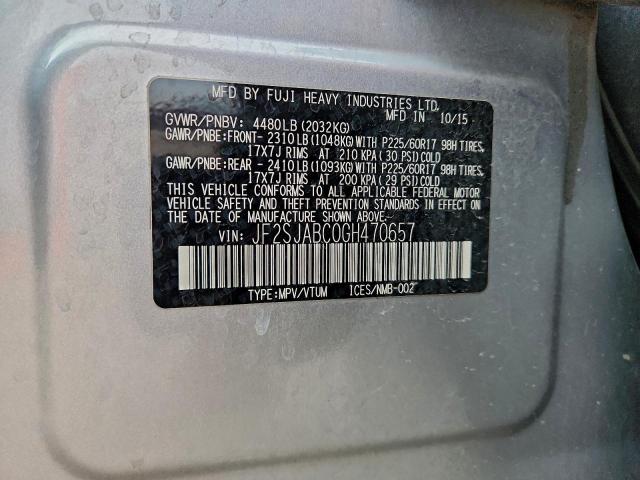 MFD BY FUJI HEAVY INDUSTRIES LTD.
MFD IN 10/15
GVWR/PNBV: 4480LB (2032KG)
GAWR/PNBE:FRONT- 2310LB(1048KG)WITH P225/60R17 98H TIRES,
17X7J RIMS AT 210 KPA(30 PSI)COLD
GAWR/PNBE:REAR - 2410LB(1093KG)WITH P225/60R17 98H TIRES,
17X7J RIMS AT 200 KPA(29 PSI)COLD
THIS VEHICLE CONFORMS TO ALL APPLICABLE FEDERAL MOTOR
VEHICLE SAFETY AND THEFT PREVENTION STANDARDS IN EFFECT ON
THE DATE OF MANUFACTURE SHOWN ABOVE.
VIN: JF2SJABC0GH470657
TYPE:MPV/VTUM ICES/NMB-002